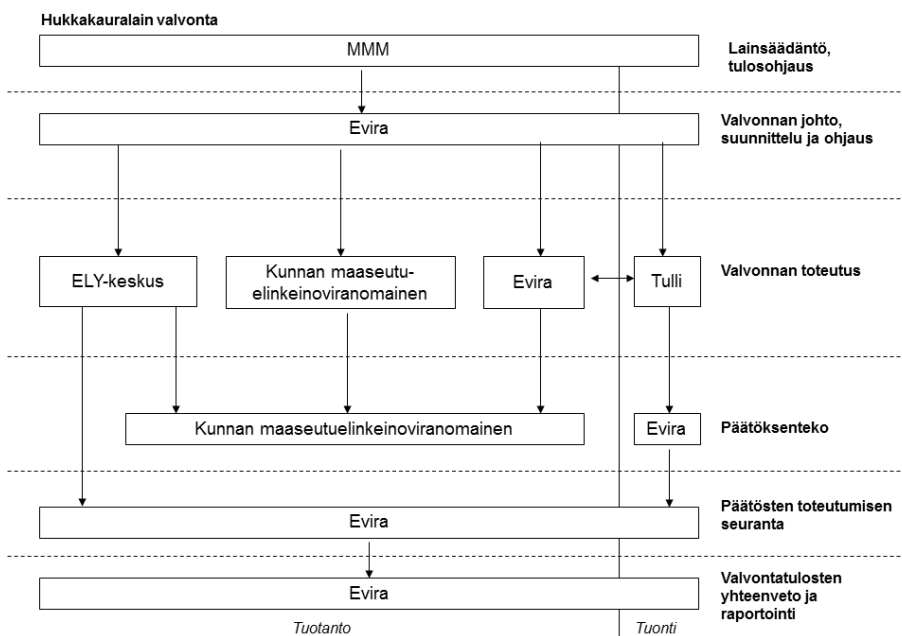 Hukkakauralain valvonta
MMM
Lainsäädäntö,
tulosohjaus
Evira
Valvonnan johto,
suunnittelu ja ohjaus
ELY-keskus
Kunnan maaseutu-
elinkeinoviranomainen
Evira
Tulli
Valvonnan toteutus
Kunnan maaseutuelinkeinoviranomainen
Evira
Päätöksenteko
Evira
Päätösten toteutumisen
seuranta
Evira
Valvontatulosten
yhteenveto ja
raportointi
Tuotanto
Tuonti